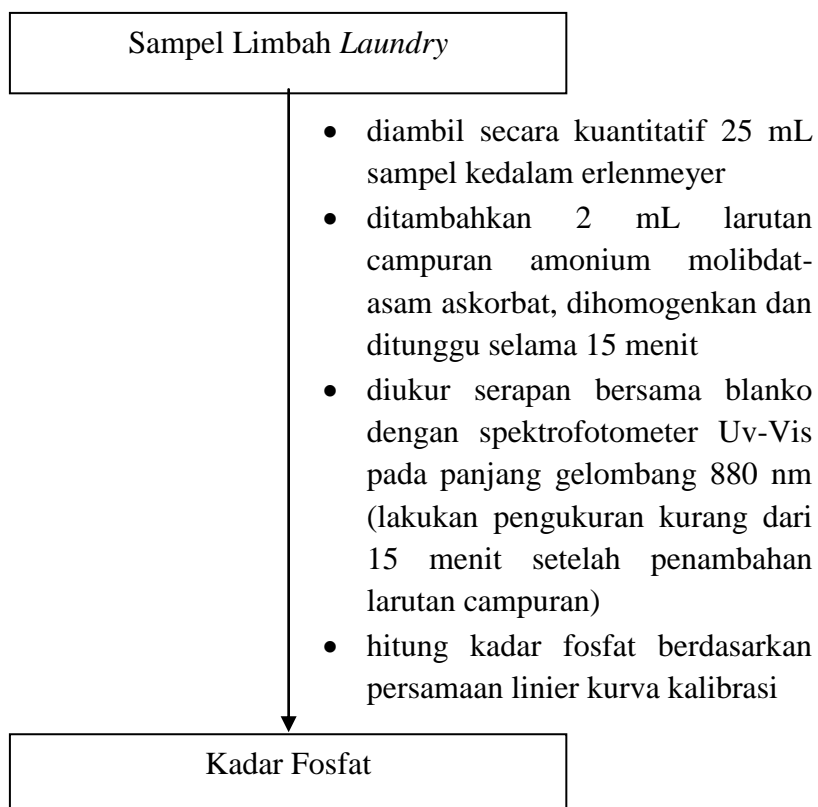 Sampel Limbah Laundry
• diambil secara kuantitatif 25 mL
sampel kedalam erlenmeyer
• ditambahkan 2 mL larutan
campuran amonium molibdat-
asam askorbat, dihomogenkan dan
ditunggu selama 15 menit
• diukur serapan bersama blanko
dengan spektrofotometer Uv-Vis
pada panjang gelombang 880 nm
(lakukan pengukuran kurang dari
15 menit setelah penambahan
larutan campuran)
• hitung kadar fosfat berdasarkan
persamaan linier kurva kalibrasi
Kadar Fosfat